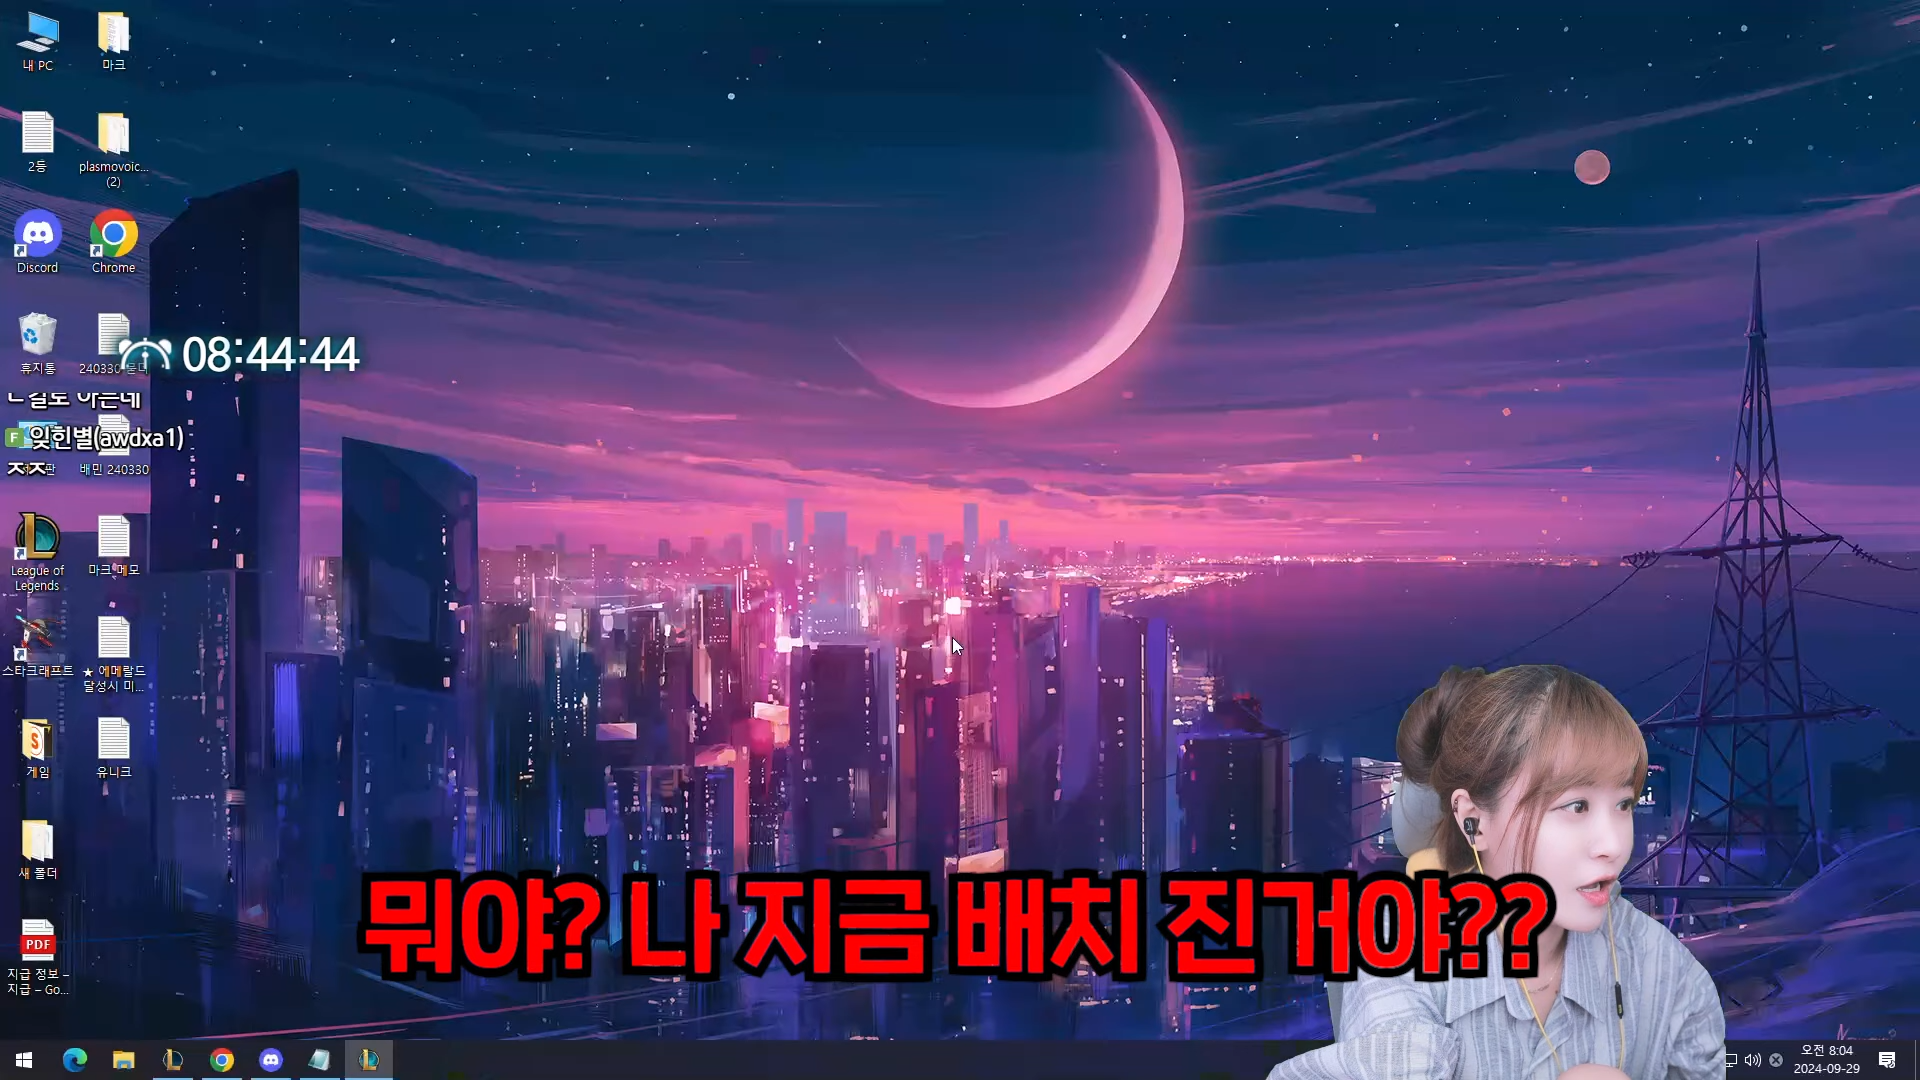 내 PC
마크
2등
plasmovoic...
(2)
Discord
Chrome
휴지통
240330
08:44:44
잊힌별(awdxa1)
ㅈㅈ
배민 240330
League of
Legends
마크 메모
스타크래프트
★ 에메랄드
달성시 미...
게임
유니크
새 폴더
PDF
지급 정보 –
지급 – Go...
뭐야? 나 지금 배치 진거야??
오전 8:04
2024-09-29